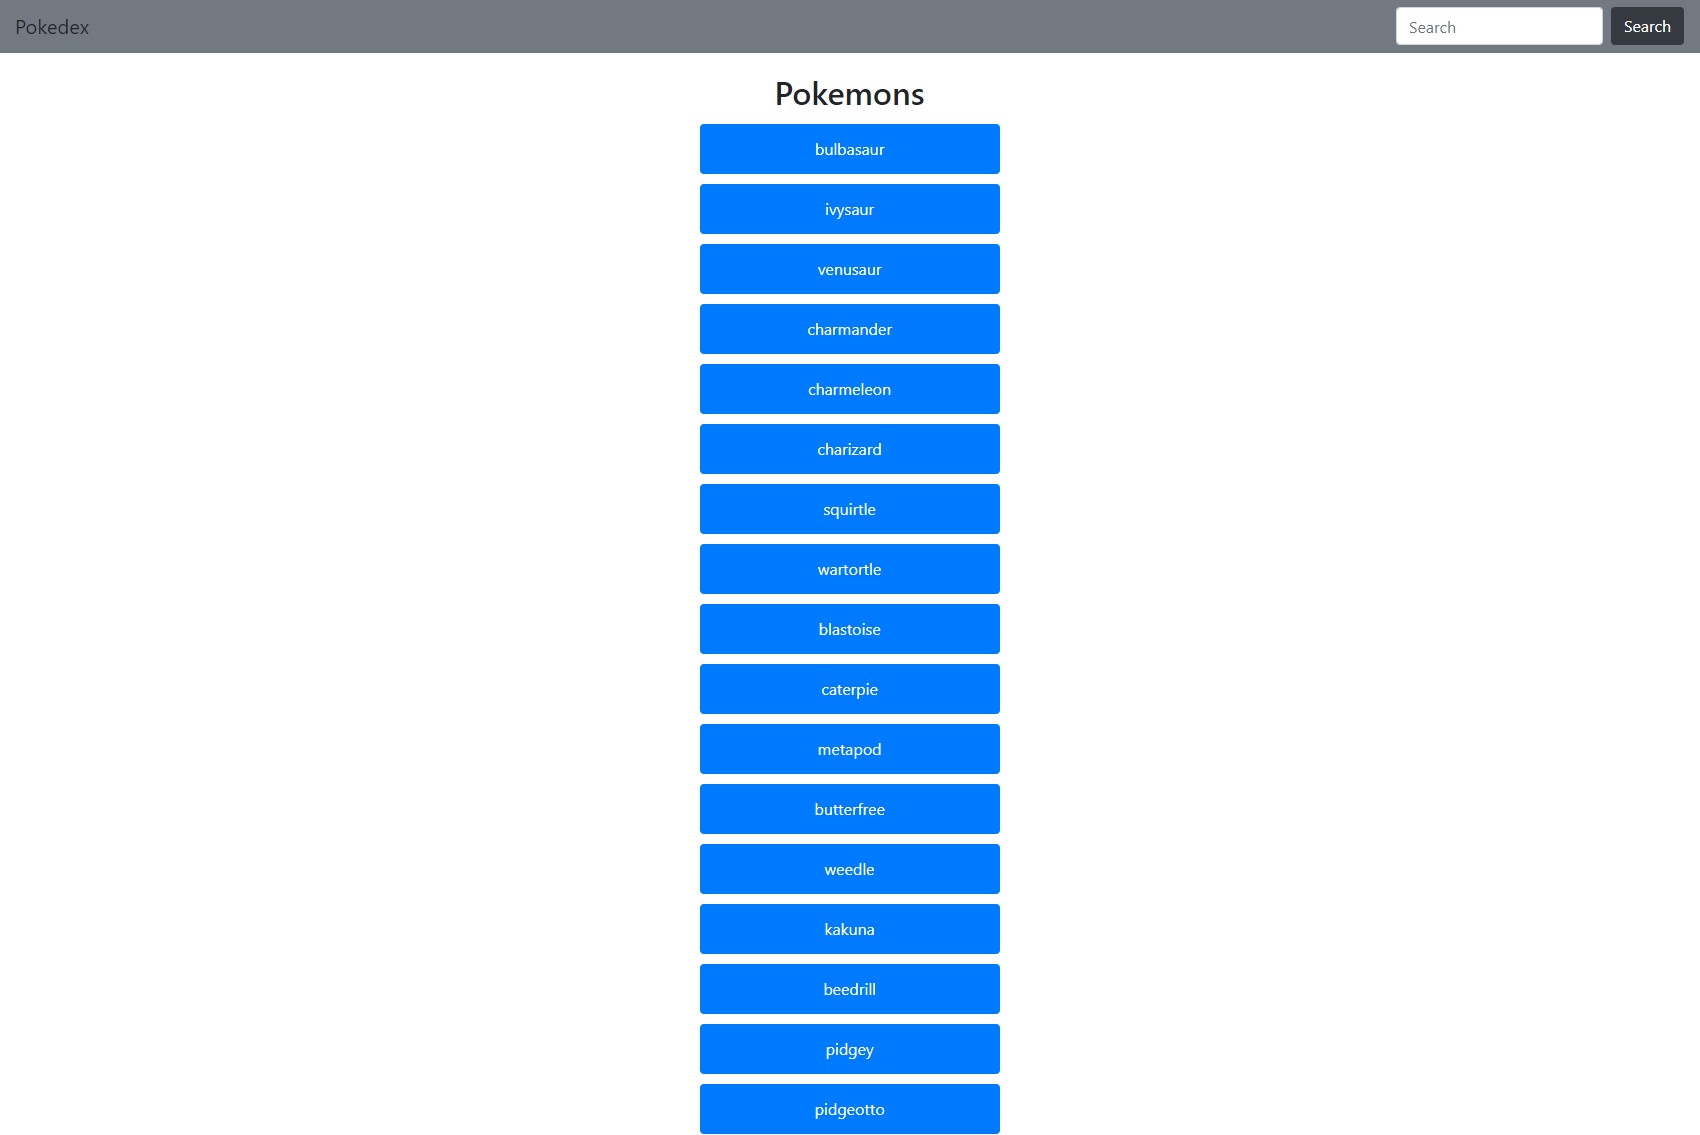 Pokedex
Search
Search
Pokemons
bulbasaur
ivysaur
venusaur
charmander
charmeleon
charizard
squirtle
wartortle
blastoise
caterpie
metapod
butterfree
weedle
kakuna
beedrill
pidgey
pidgeotto